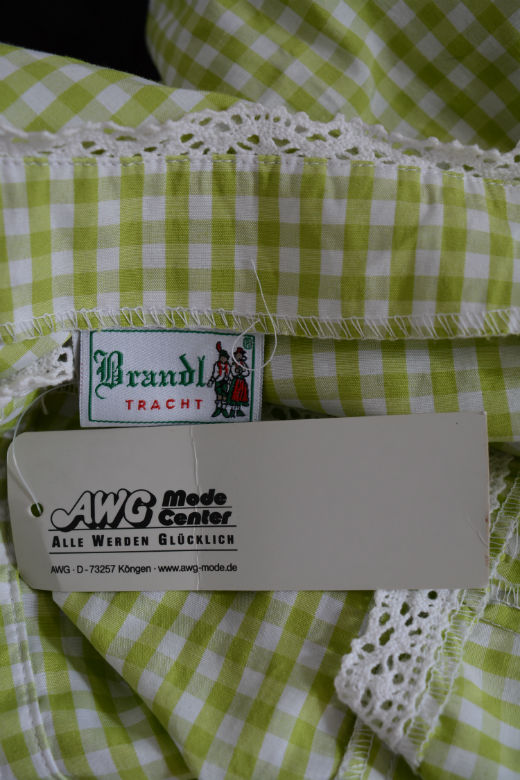 Brandl ®
TRACHT
AWG Mode
Center
ALLE WERDEN GLÜCKLICH
AWG · D - 73257 Köngen · www.awg-mode.de